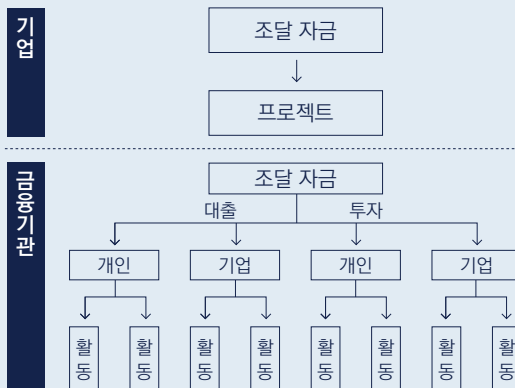 기업
조달 자금
프로젝트
금융기관
조달 자금
대출 투자
개인 기업 개인 기업
활동 활동 활동 활동 활동 활동 활동 활동